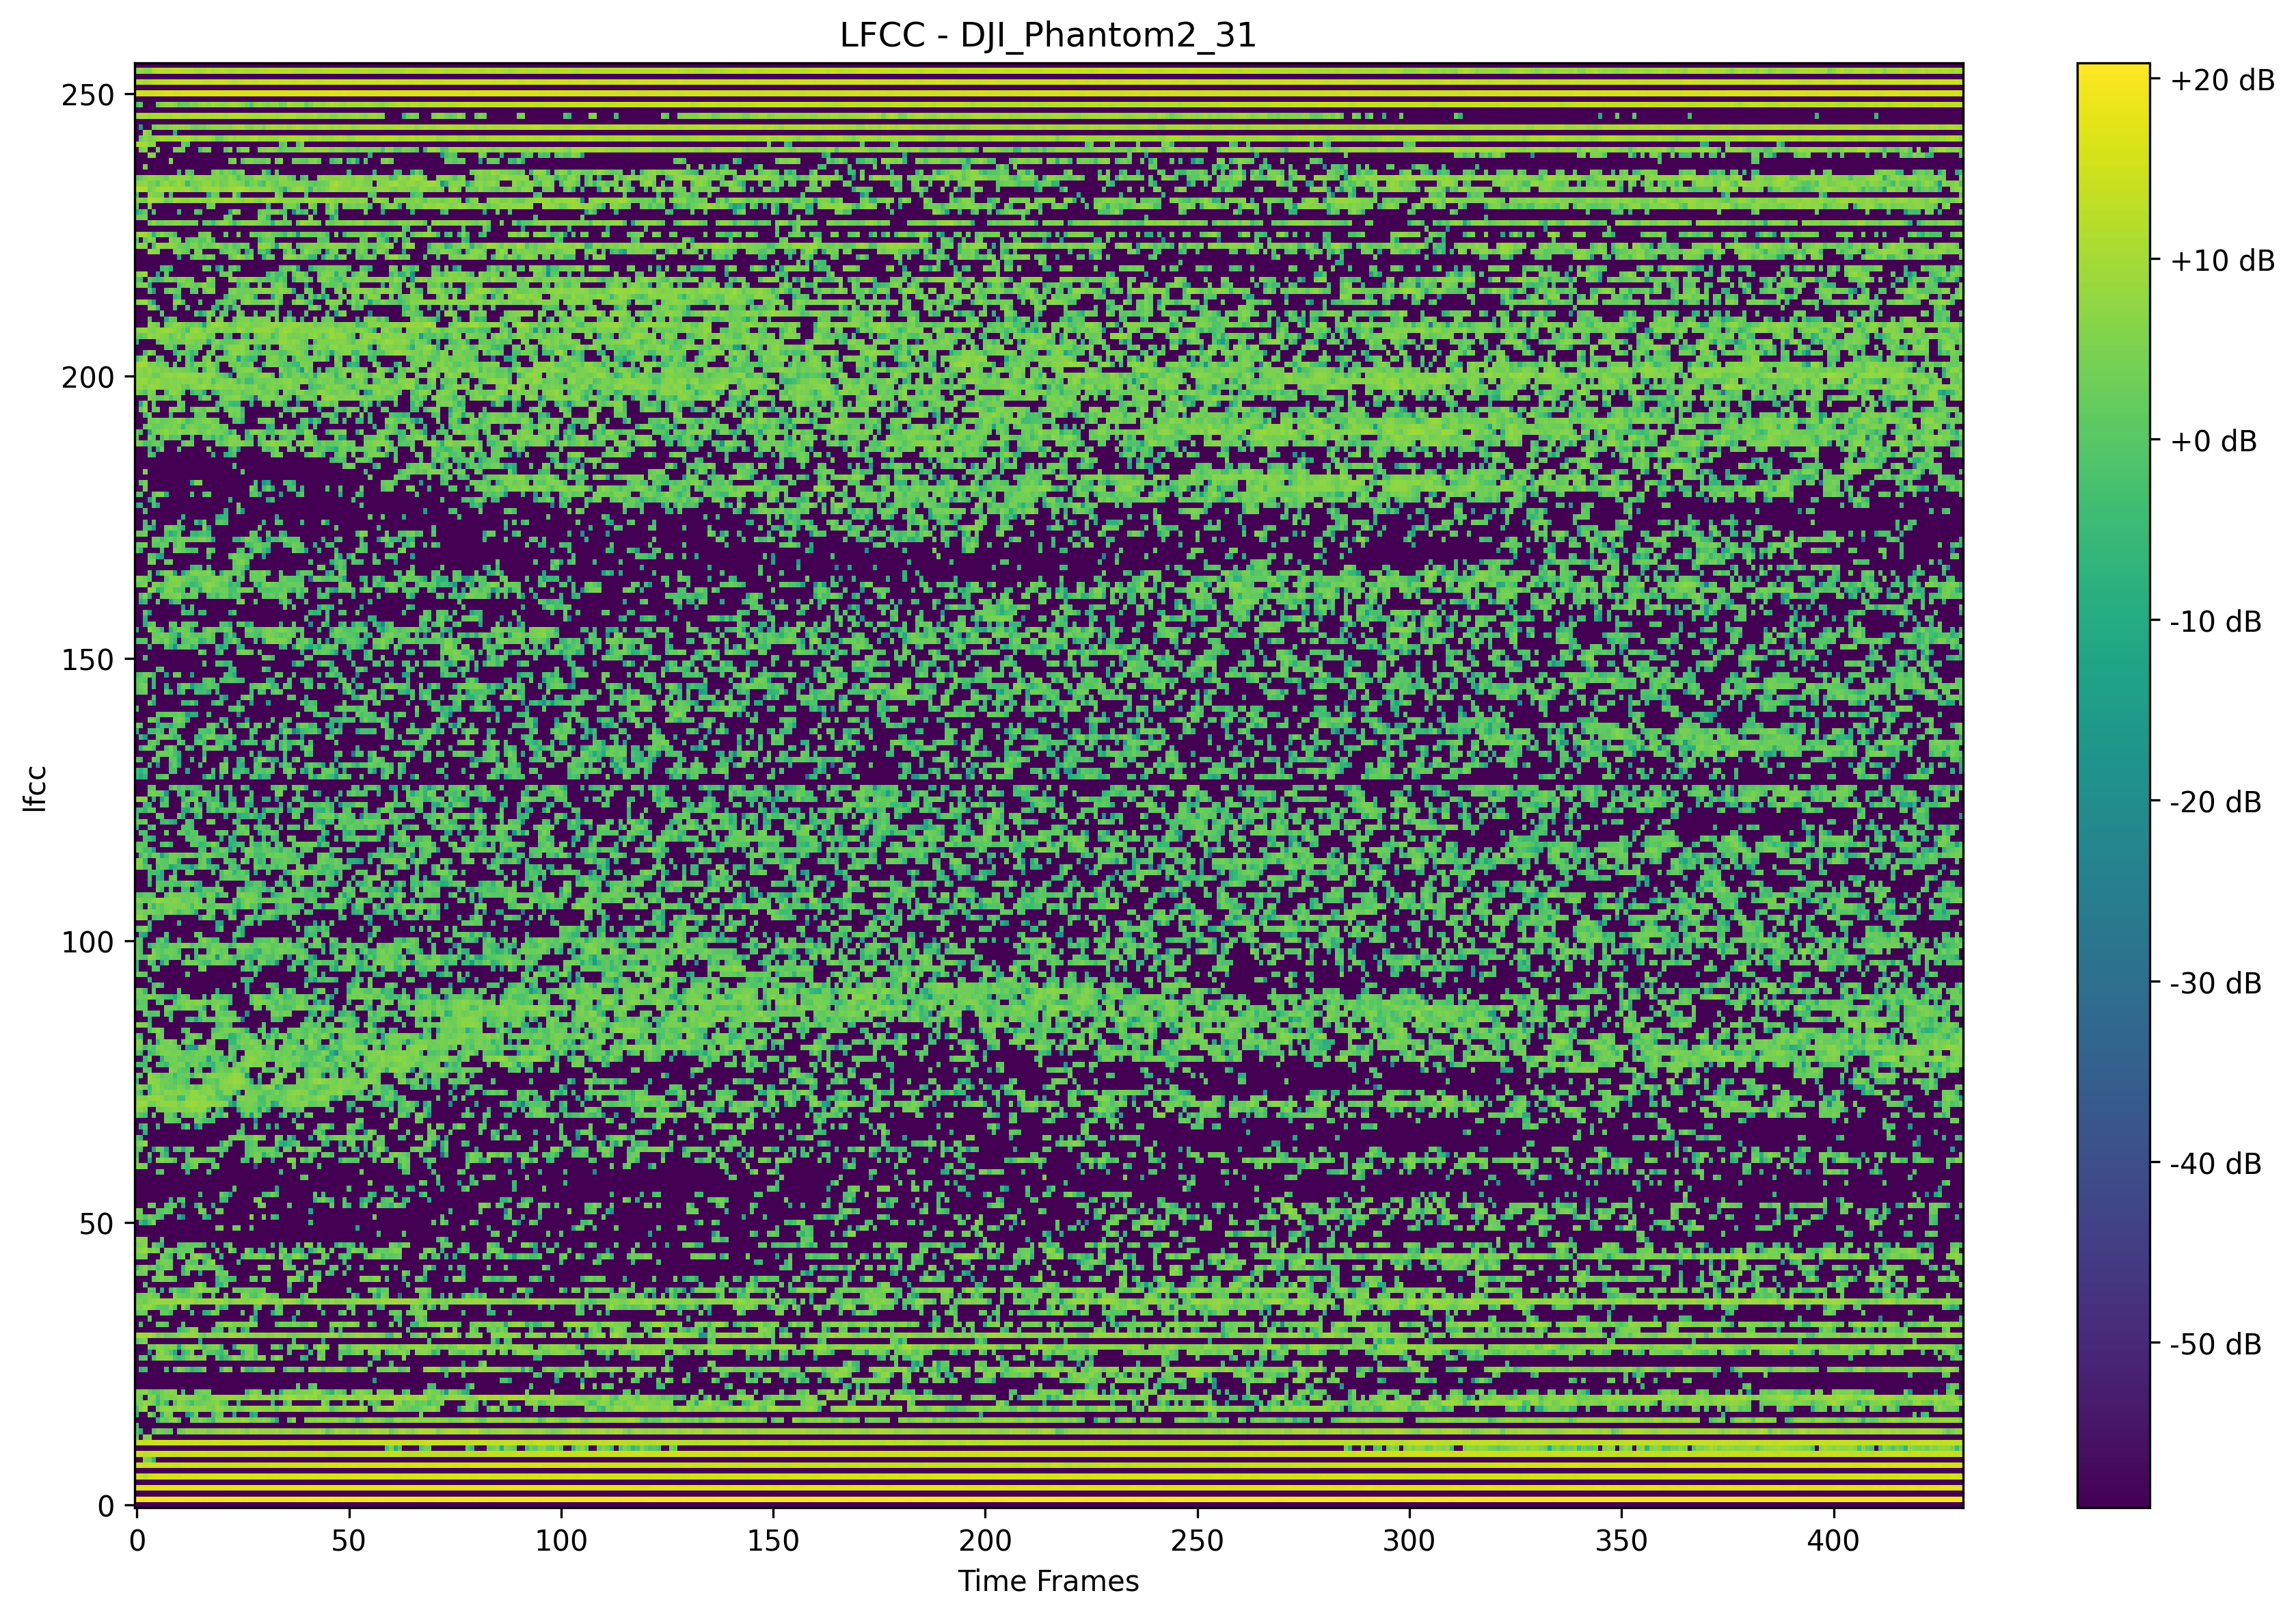 LFCC - DJI_Phantom2_31
250
200
150
100
50
0
lfcc
0 50 100 150 200 250 300 350 400
Time Frames
+20 dB
+10 dB
+0 dB
-10 dB
-20 dB
-30 dB
-40 dB
-50 dB